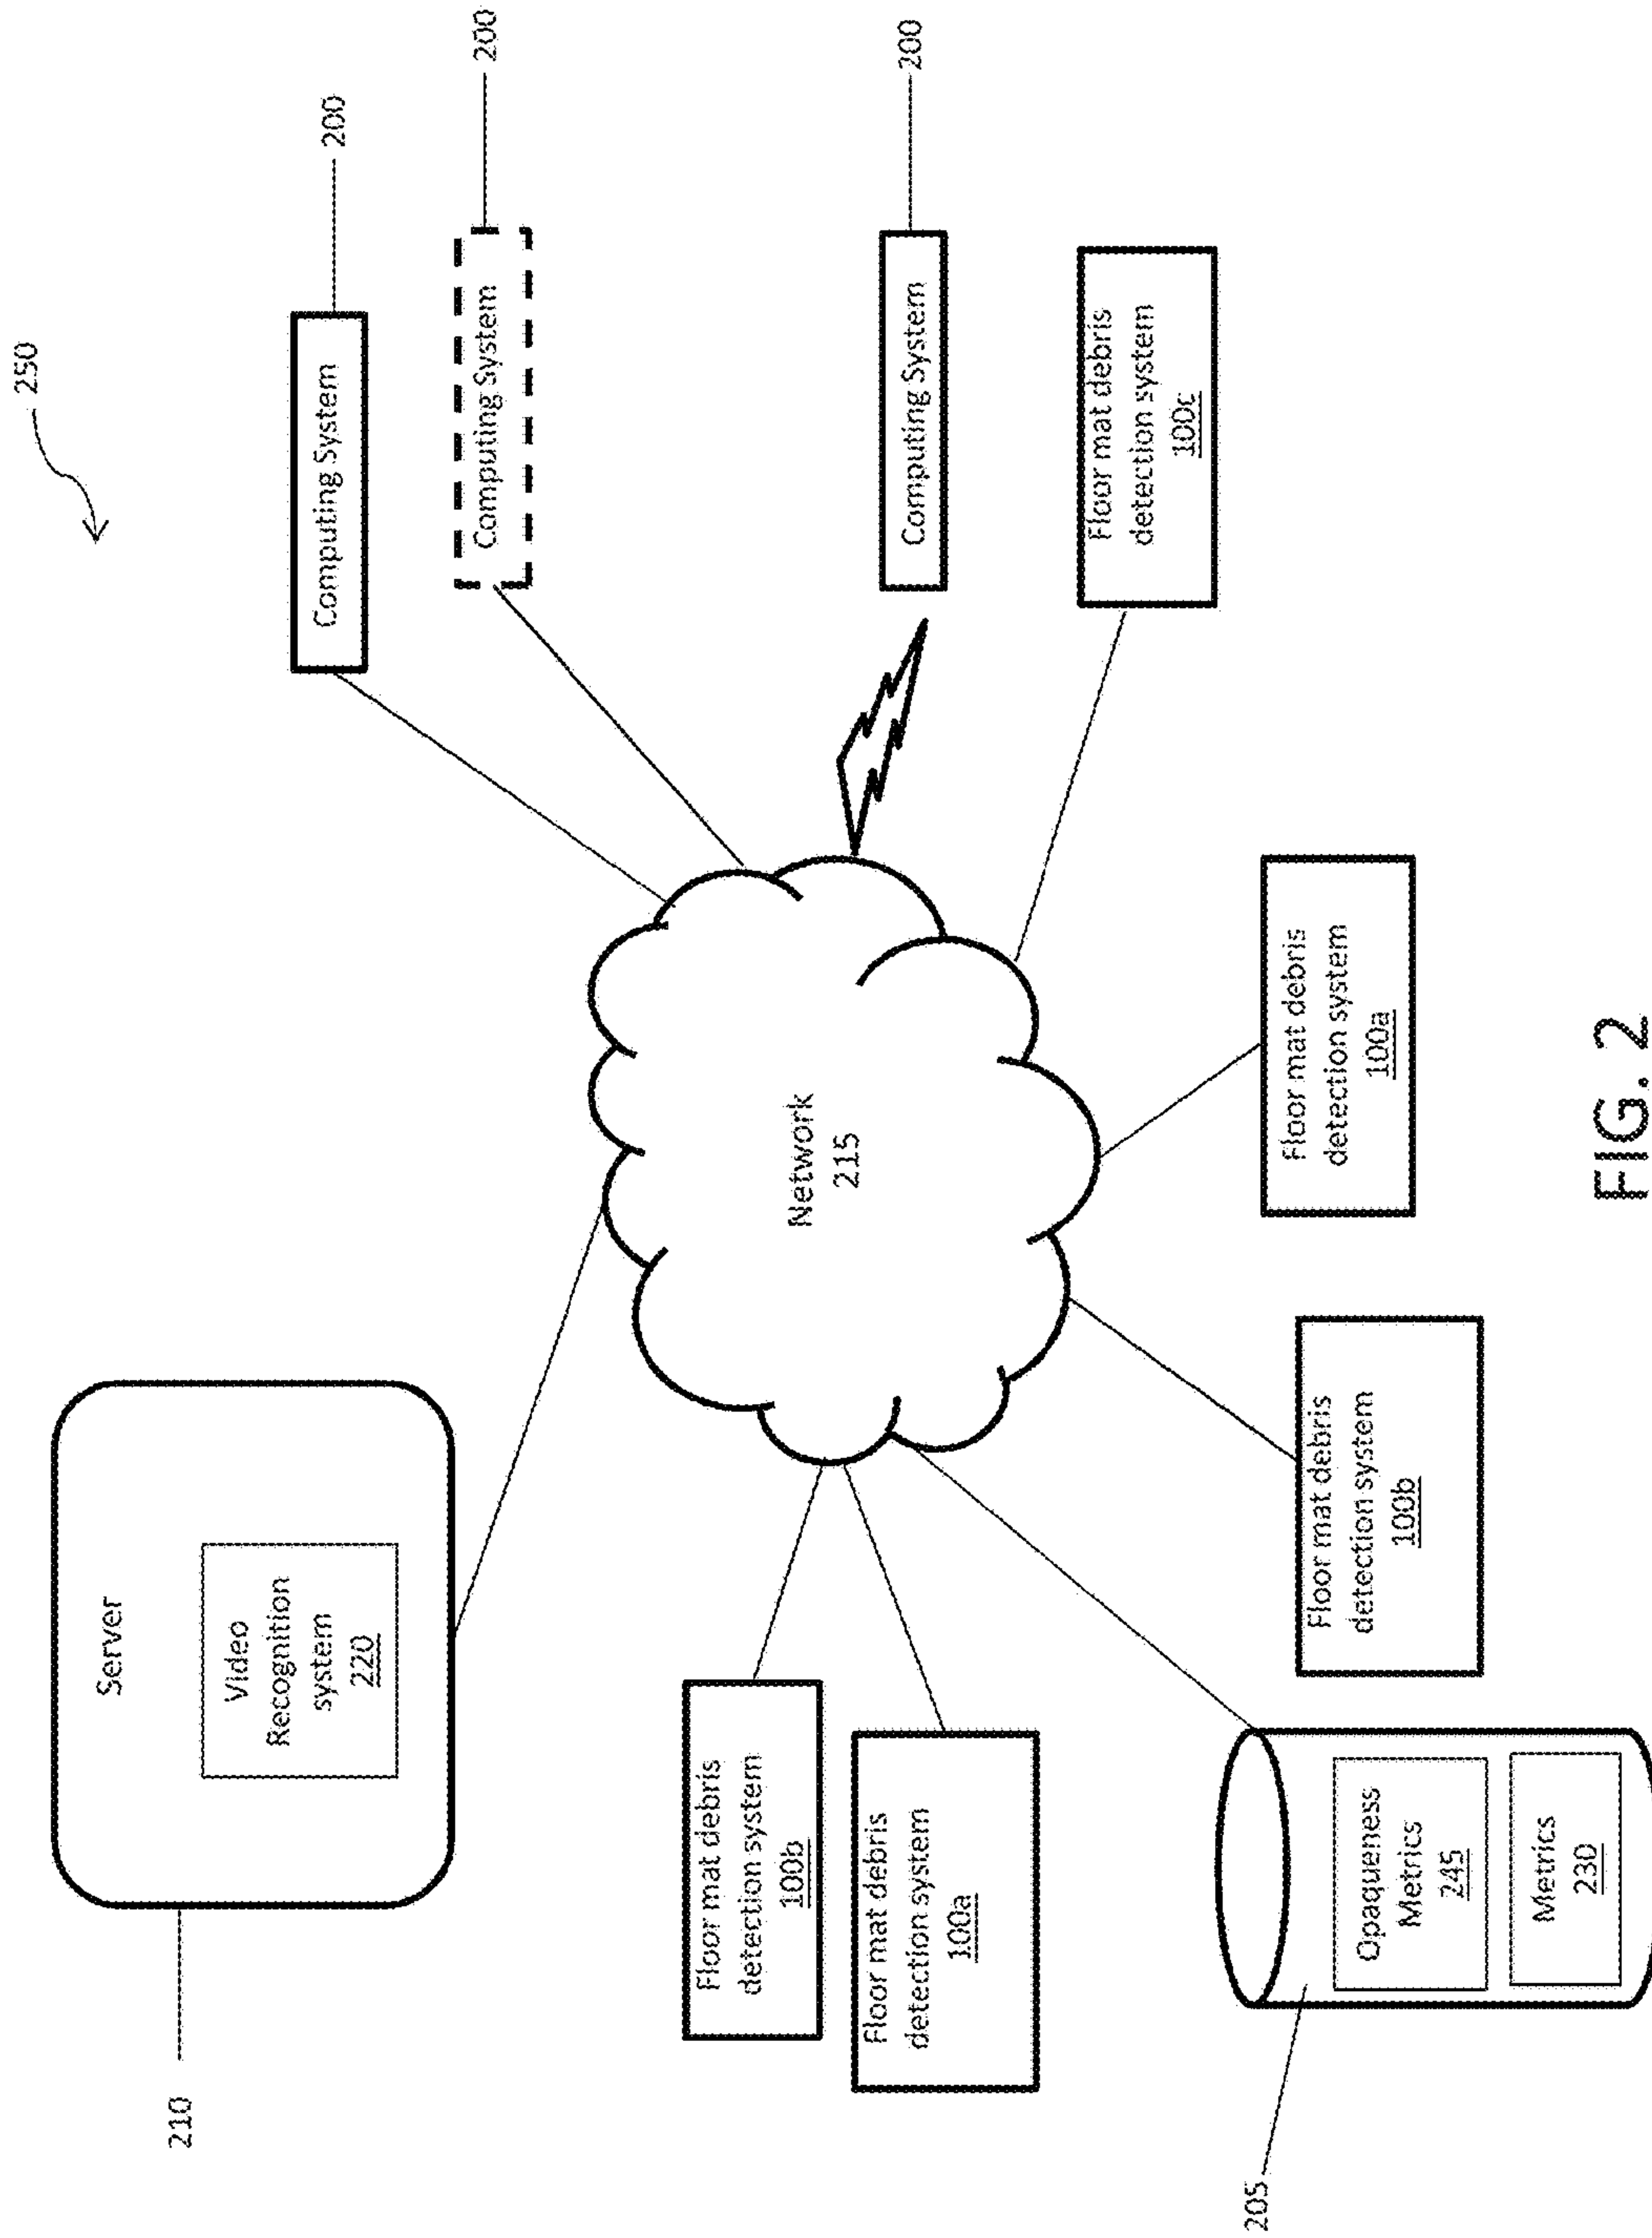 250
210
Server
Video
Recognition
system
220
Computing System
200
Computing System
200
Network
215
Computing System
200
Floor mat debris
detection system
100b
Floor mat debris
detection system
100a
Floor mat debris
detection system
100c
205
Opaqueness
Metrics
245
Metrics
230
Floor mat debris
detection system
100b
Floor mat debris
detection system
100a
FIG. 2